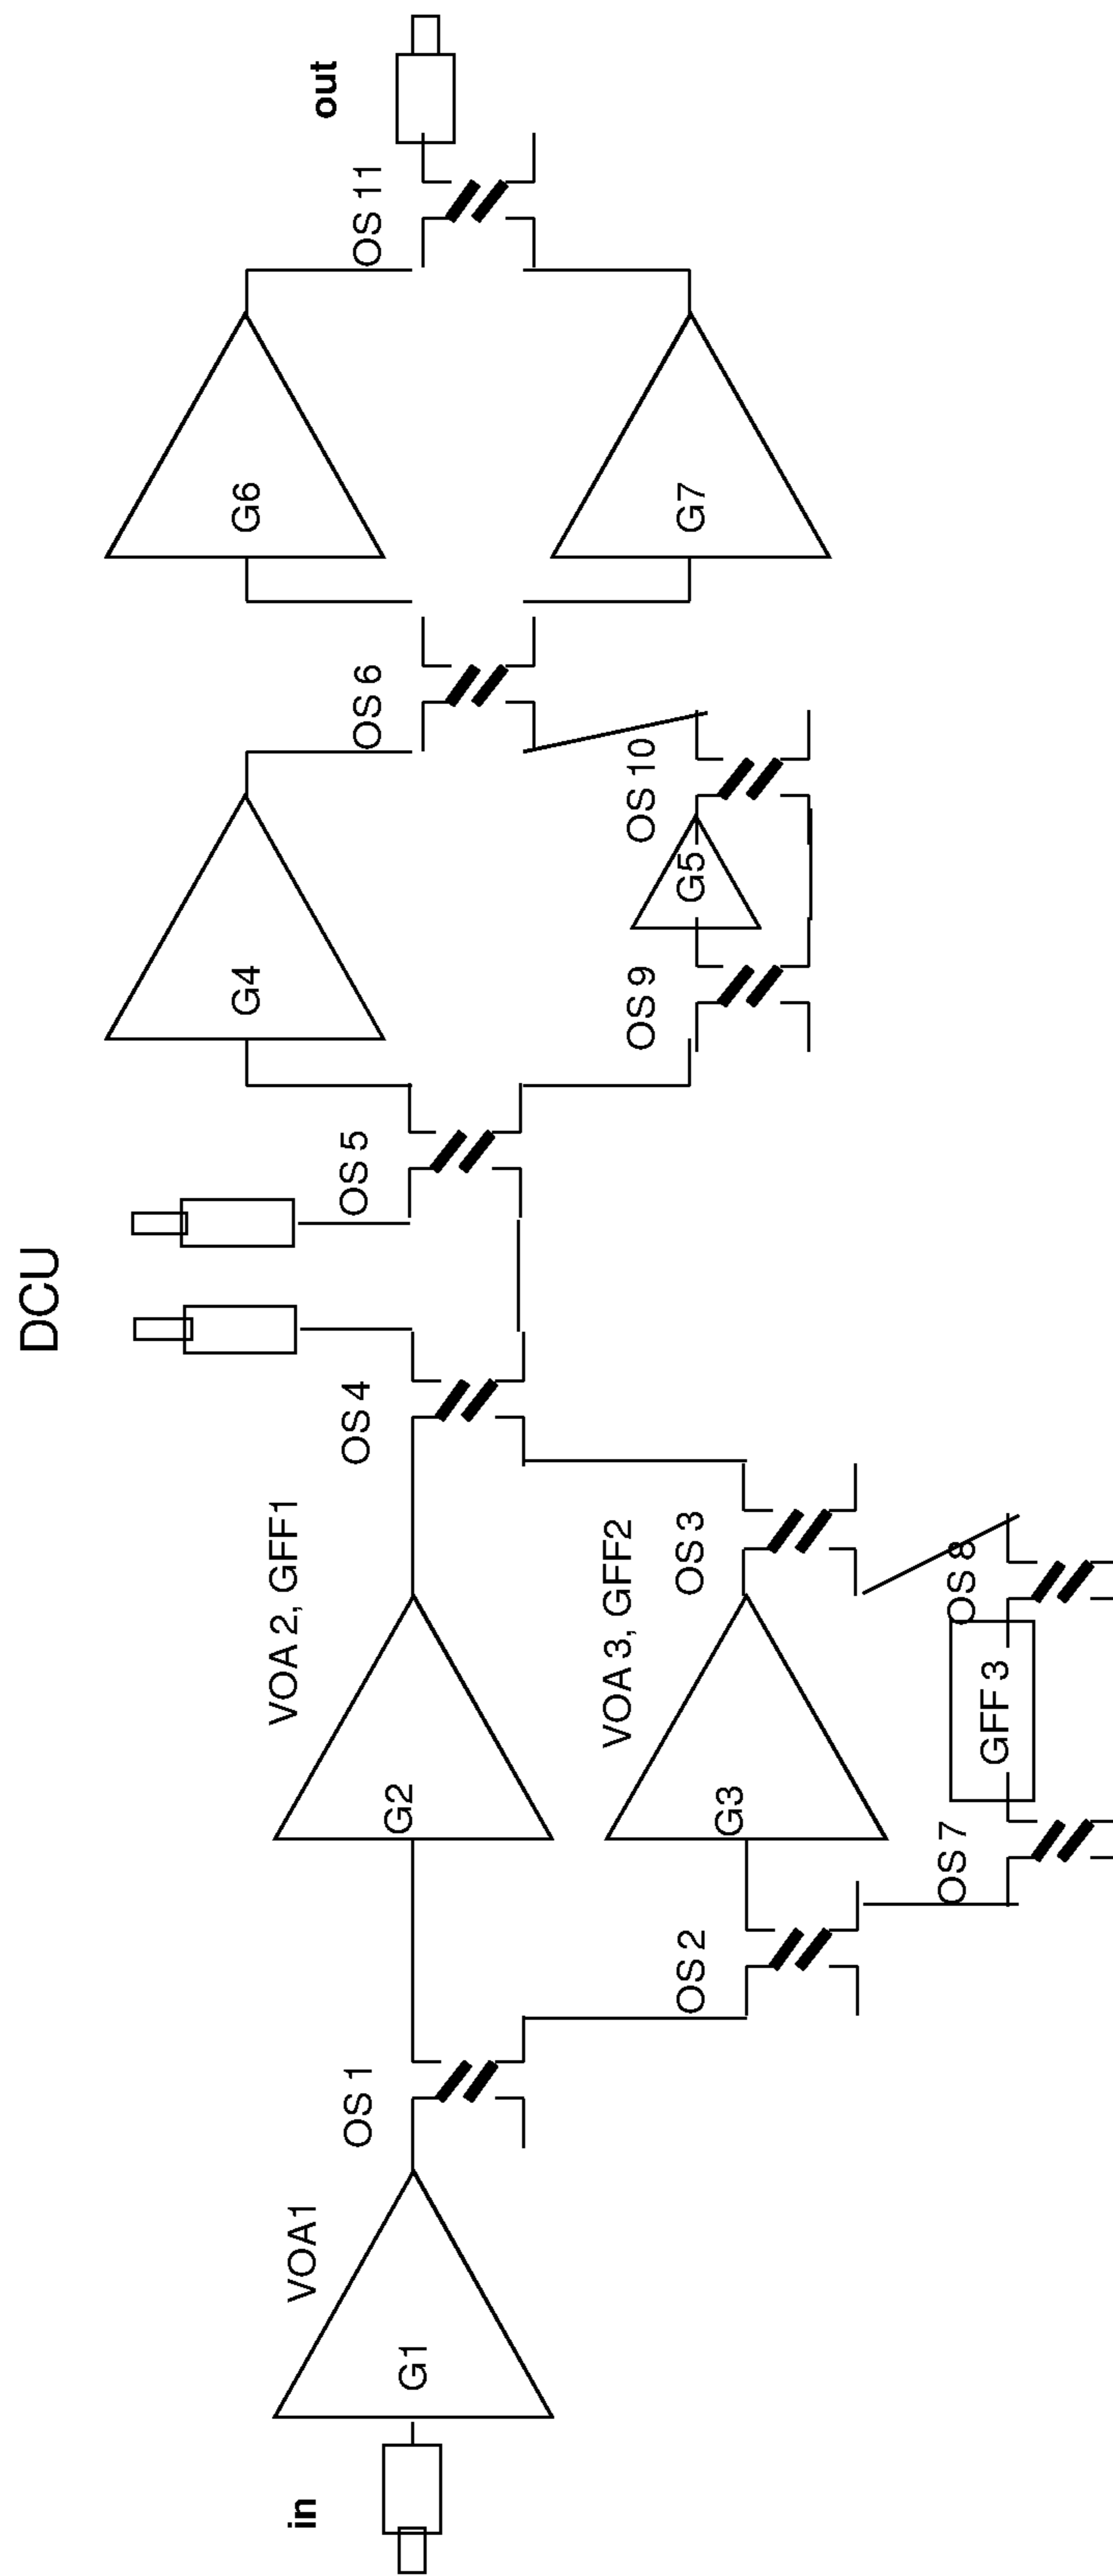 DCU
in
G1
VOA1
OS 1
G2
VOA 2, GFF1
OS 2
G3
VOA 3, GFF2
OS 3
OS 7
GFF 3
OS 8
OS 4
OS 5
G4
OS 9
G5
OS 10
OS 6
G6
G7
OS 11
out